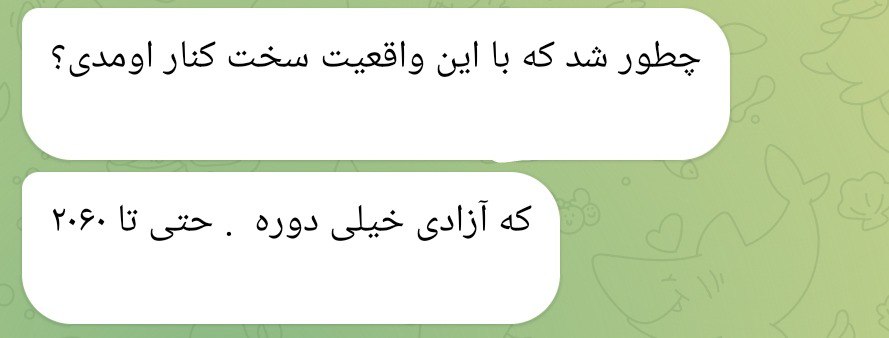 چطور شد که با این واقعیت سخت کنار اومدی؟
که آزادی خیلی دوره . حتی تا ۲۰۶۰